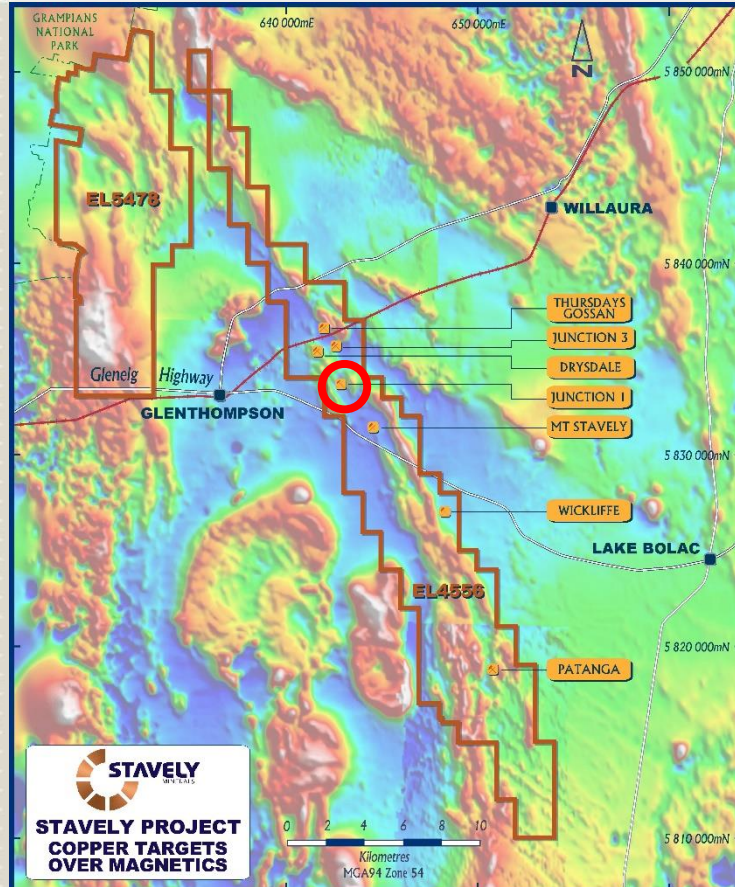 GRAMPIANS
NATIONAL
PARK
640 000mE
650 000mE
N
5 850 000mN
EL5478
WILLAURA
5 840 000mN
THURSDAYS
GOSSAN
JUNCTION 3
DRYSDALE
Glenelg Highway
JUNCTION 1
GLENTHOMPSON
MT STAVELY
5 830 000mN
WICKLIFFE
LAKE BOLAC
EL4556
5 820 000mN
PATANGA
STAVELY
MINERALS
STAVELY PROJECT
COPPER TARGETS
OVER MAGNETICS
0 2 4 6 8 10
Kilometres
MGA94 Zone 54
5 810 000mN